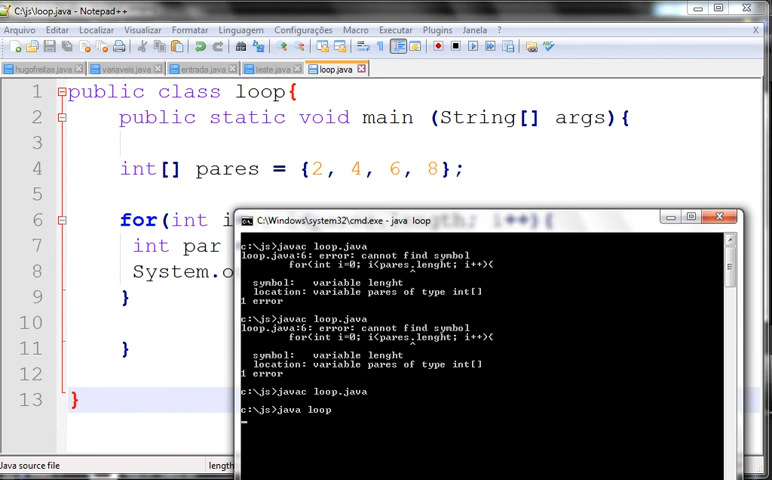 C:\js\loop.java - Notepad++
Arquivo Editar Localizar Visualizar Formatar Linguagem Configurações Macro Executar Plugins Janela ? X
hugofreitas.java variaveis.java entrada.java teste.java loop.java
1 public class loop{
2 public static void main (String[] args){
3
4 int[] pares = {2, 4, 6, 8};
5
6 for(int i length; i++){
7 int par
8 System.o
9 }
10
11 }
12
13 }
C:\Windows\system32\cmd.exe - java loop
c:\js>javac loop.java
loop.java:6: error: cannot find symbol
for(int i=0; i<pares.lenght; i++){
^
symbol: variable lenght
location: variable pares of type int[]
1 error
c:\js>javac loop.java
loop.java:6: error: cannot find symbol
for(int i=0; i<pares.lenght; i++){
^
symbol: variable lenght
location: variable pares of type int[]
1 error
c:\js>javac loop.java
c:\js>java loop
Java source file
length